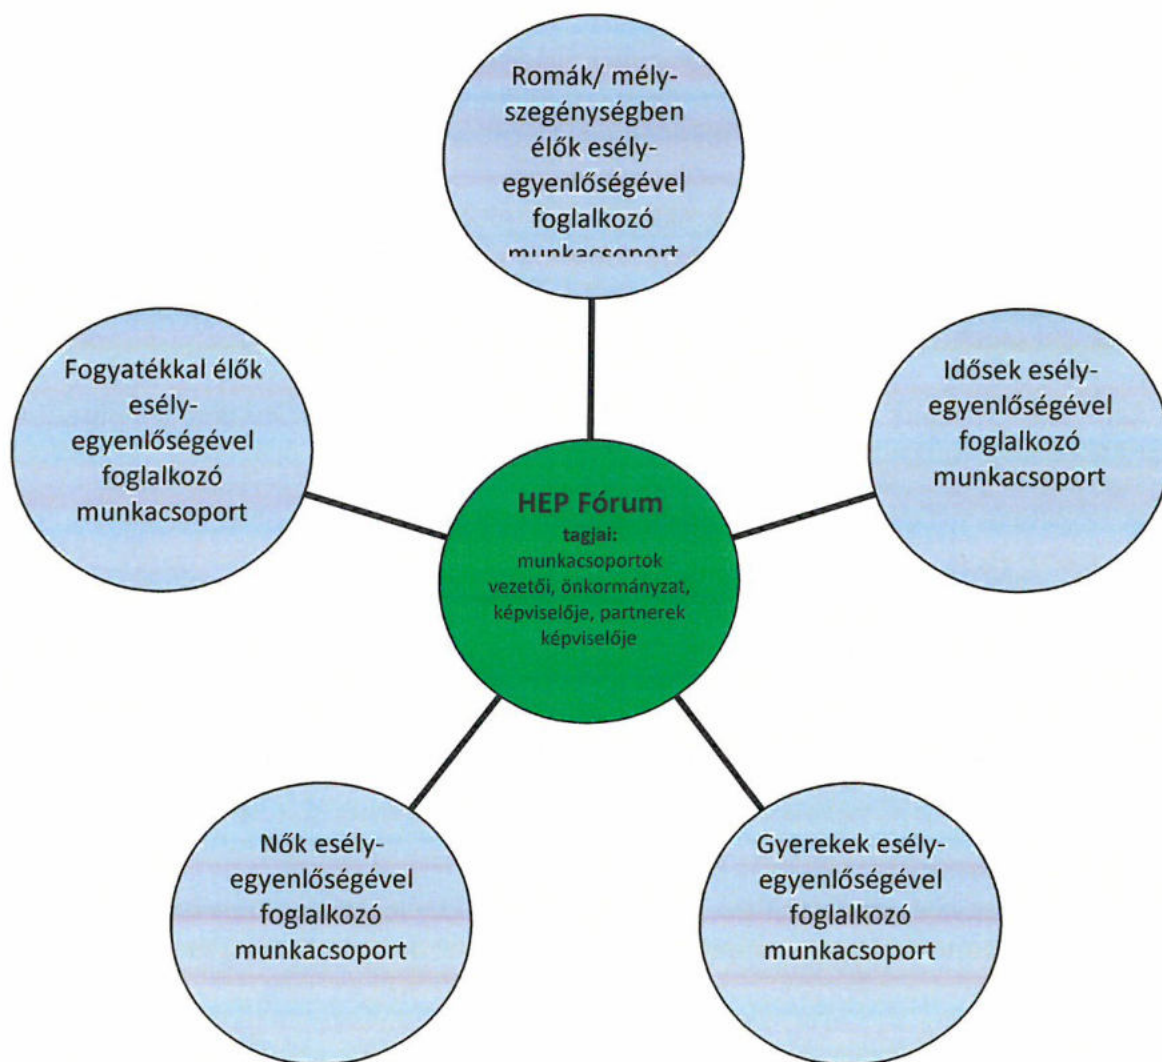 Romák/ mély-
szegénységben
élők esély-
egyenlőségével
foglalkozó
munkacsoport
Fogyatékkal élők
esély-
egyenlőségével
foglalkozó
munkacsoport
Idősek esély-
egyenlőségével
foglalkozó
munkacsoport
HEP Fórum
tagjai:
munkacsoportok
vezetői, önkormányzat,
képviselője, partnerek
képviselője
Nők esély-
egyenlőségével
foglalkozó
munkacsoport
Gyerekek esély-
egyenlőségével
foglalkozó
munkacsoport